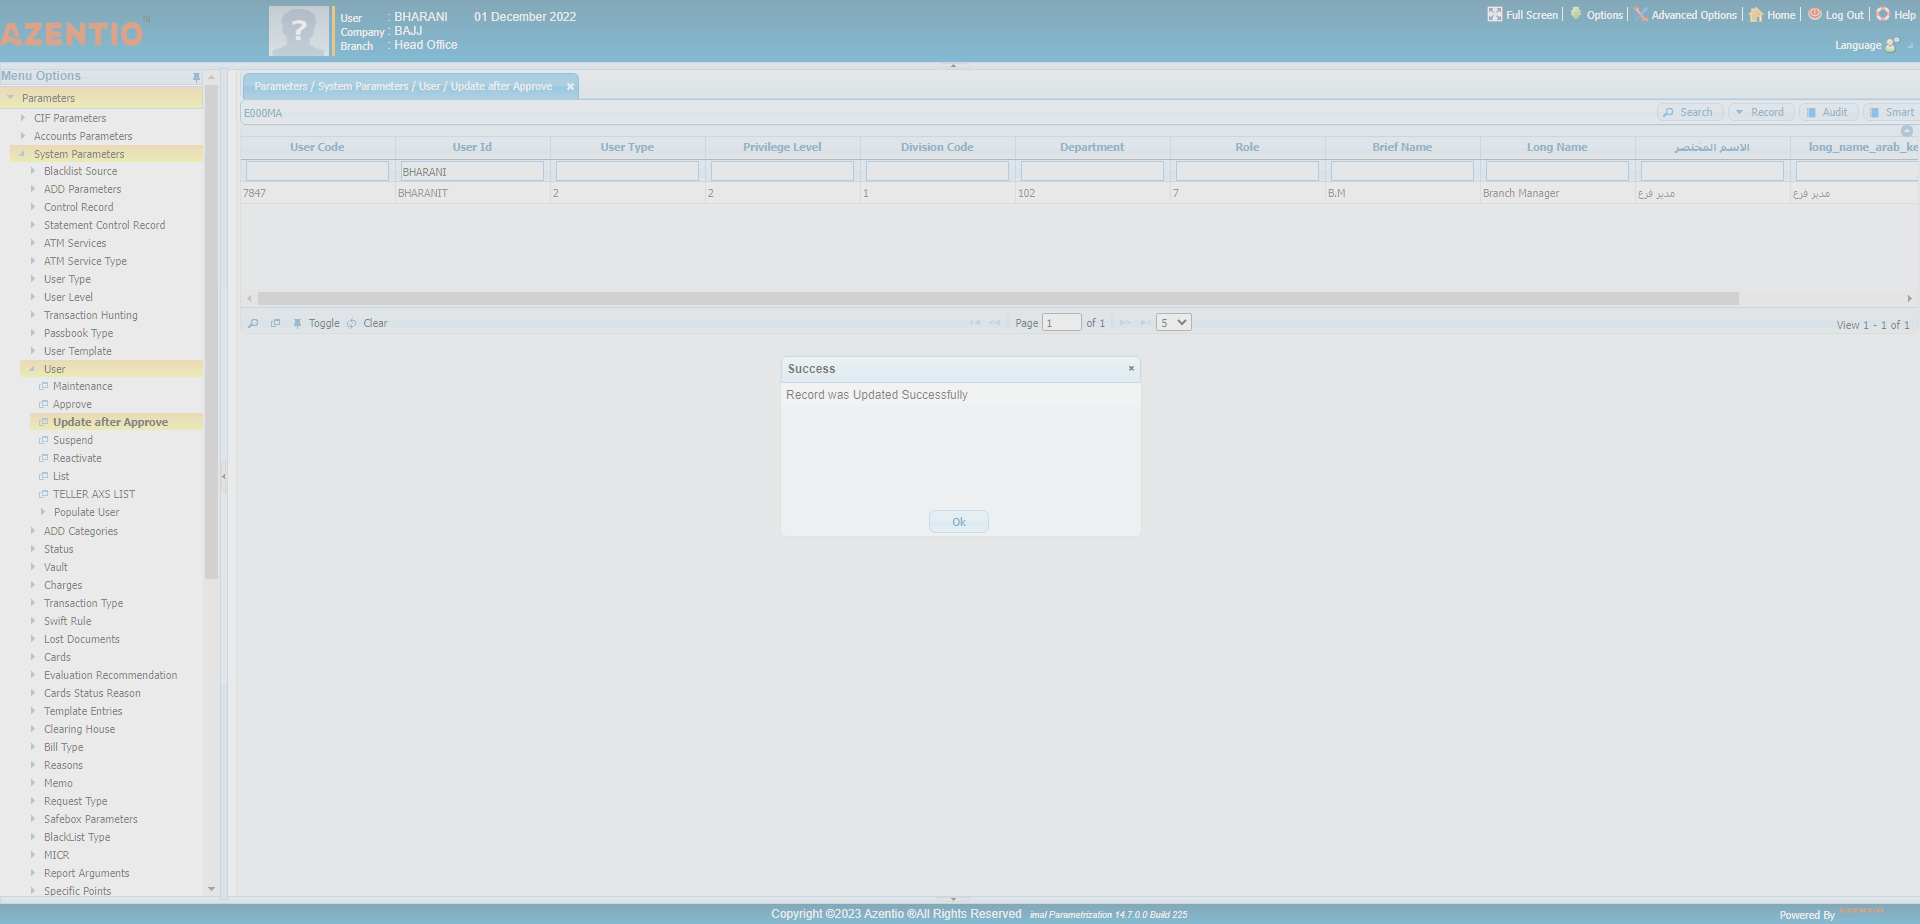 AZENTIO™
User : BHARANI 01 December 2022
Company : BAJJ
Branch : Head Office
Full Screen Options Advanced Options Home Log Out Help
Language
Menu Options
Parameters
CIF Parameters
Accounts Parameters
System Parameters
Blacklist Source
ADD Parameters
Control Record
Statement Control Record
ATM Services
ATM Service Type
User Type
User Level
Transaction Hunting
Passbook Type
User Template
User
Maintenance
Approve
Update after Approve
Suspend
Reactivate
List
TELLER AXS LIST
Populate User
ADD Categories
Status
Vault
Charges
Transaction Type
Swift Rule
Lost Documents
Cards
Evaluation Recommendation
Cards Status Reason
Template Entries
Clearing House
Bill Type
Reasons
Memo
Request Type
Safebox Parameters
BlackList Type
MICR
Report Arguments
Specific Points
Parameters / System Parameters / User / Update after Approve
E000MA
Search Record Audit Smart
User Code User Id User Type Privilege Level Division Code Department Role Brief Name Long Name الاسم المختصر long_name_arab_ke
BHARANI
7847 BHARANIT 2 2 1 102 7 B.M Branch Manager مدير فرع مدير فرع
Toggle Clear
Page 1 of 1 5
View 1 - 1 of 1
Success
Record was Updated Successfully
Ok
Copyright ©2023 Azentio ®All Rights Reserved imal Parametrization 14.7.0.0 Build 225
Powered By AZENTIO